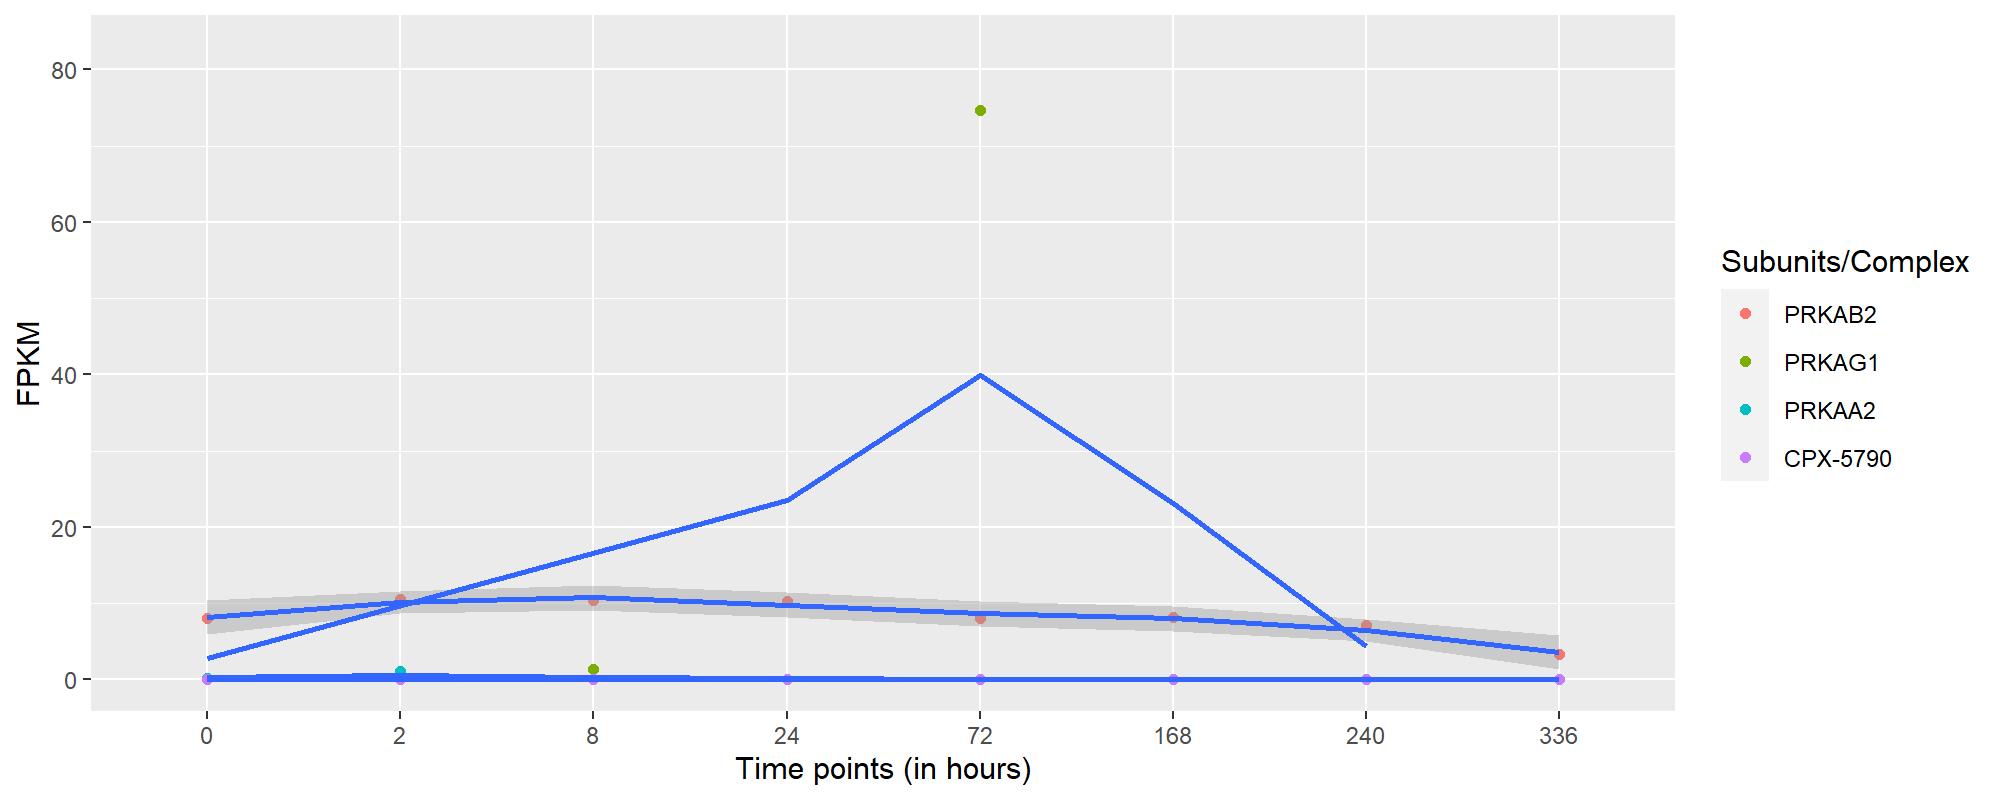 80
60
40
20
0
FPKM
0 2 8 24 72 168 240 336
Time points (in hours)
Subunits/Complex
PRKAB2
PRKAG1
PRKAA2
CPX-5790